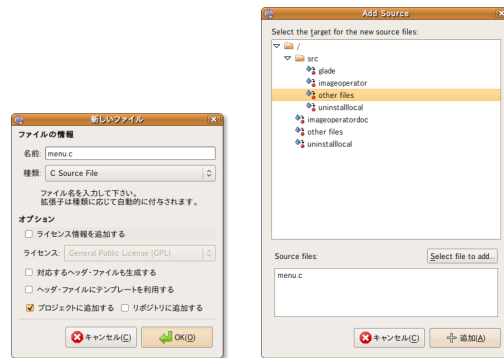 新しいファイル
ファイルの情報
名前: menu.c
種類: C Source File
ファイル名を入力して下さい。
拡張子は種類に応じて自動的に付与されます。
オプション
ライセンス情報を追加する
ライセンス: General Public License (GPL)
対応するヘッダ・ファイルも生成する
ヘッダ・ファイルにテンプレートを利用する
プロジェクトに追加する リポジトリに追加する
キャンセル(C) OK(O)
Add Source
Select the target for the new source files:
/
src
glade
imageoperator
other files
uninstalllocal
imageoperatordoc
other files
uninstalllocal
Source files: Select file to add...
menu.c
キャンセル(C) 追加(A)